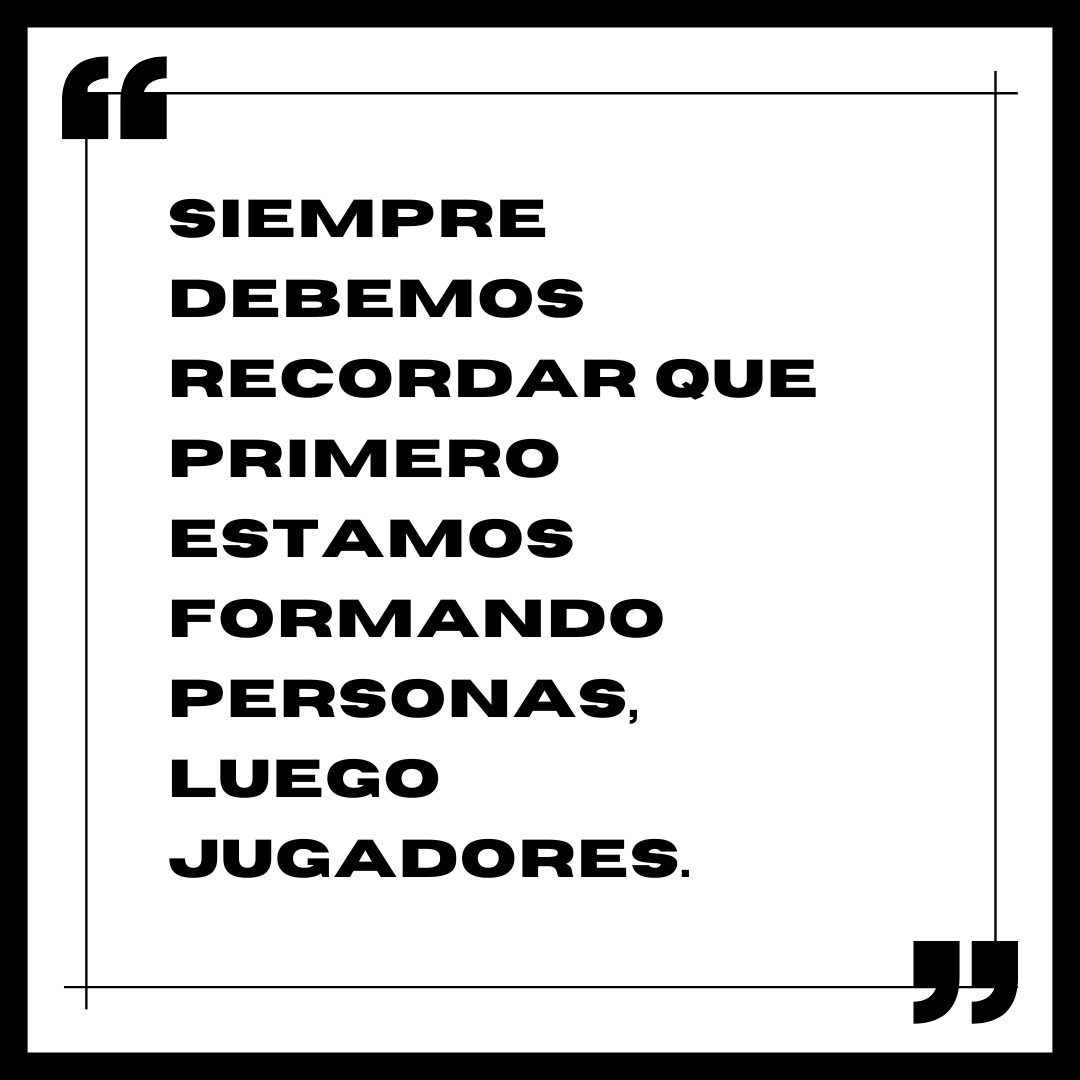 “
SIEMPRE
DEBEMOS
RECORDAR QUE
PRIMERO
ESTAMOS
FORMANDO
PERSONAS,
LUEGO
JUGADORES.
”